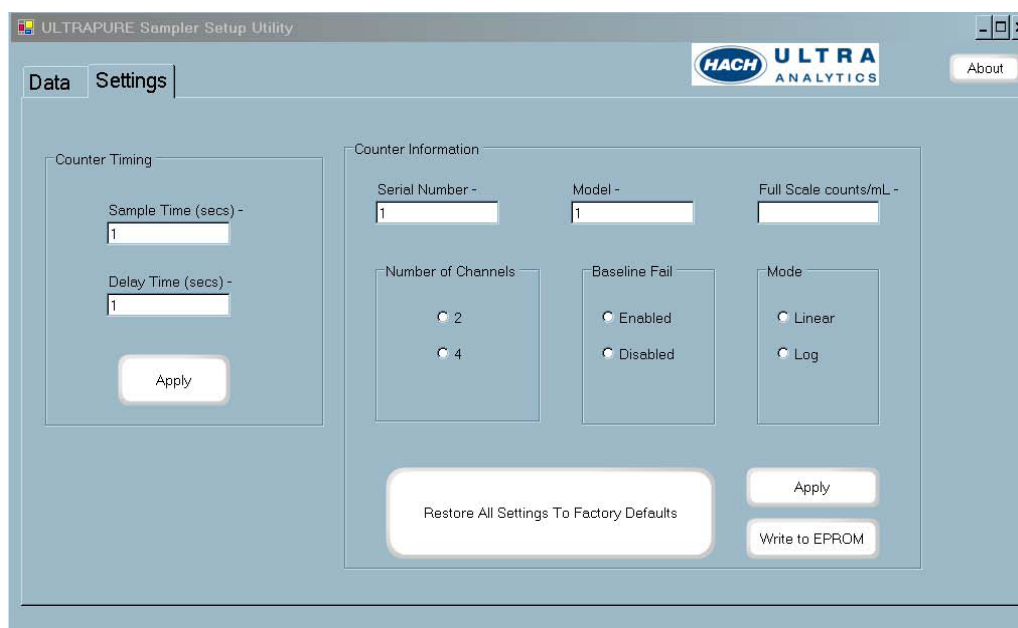 ULTRAPURE Sampler Setup Utility
HACH ULTRA
ANALYTICS
About
Data Settings
Counter Timing
Sample Time (secs) -
1
Delay Time (secs) -
1
Apply
Counter Information
Serial Number - Model - Full Scale counts/mL -
1 1
Number of Channels
2
4
Baseline Fail
Enabled
Disabled
Mode
Linear
Log
Restore All Settings To Factory Defaults
Apply
Write to EPROM